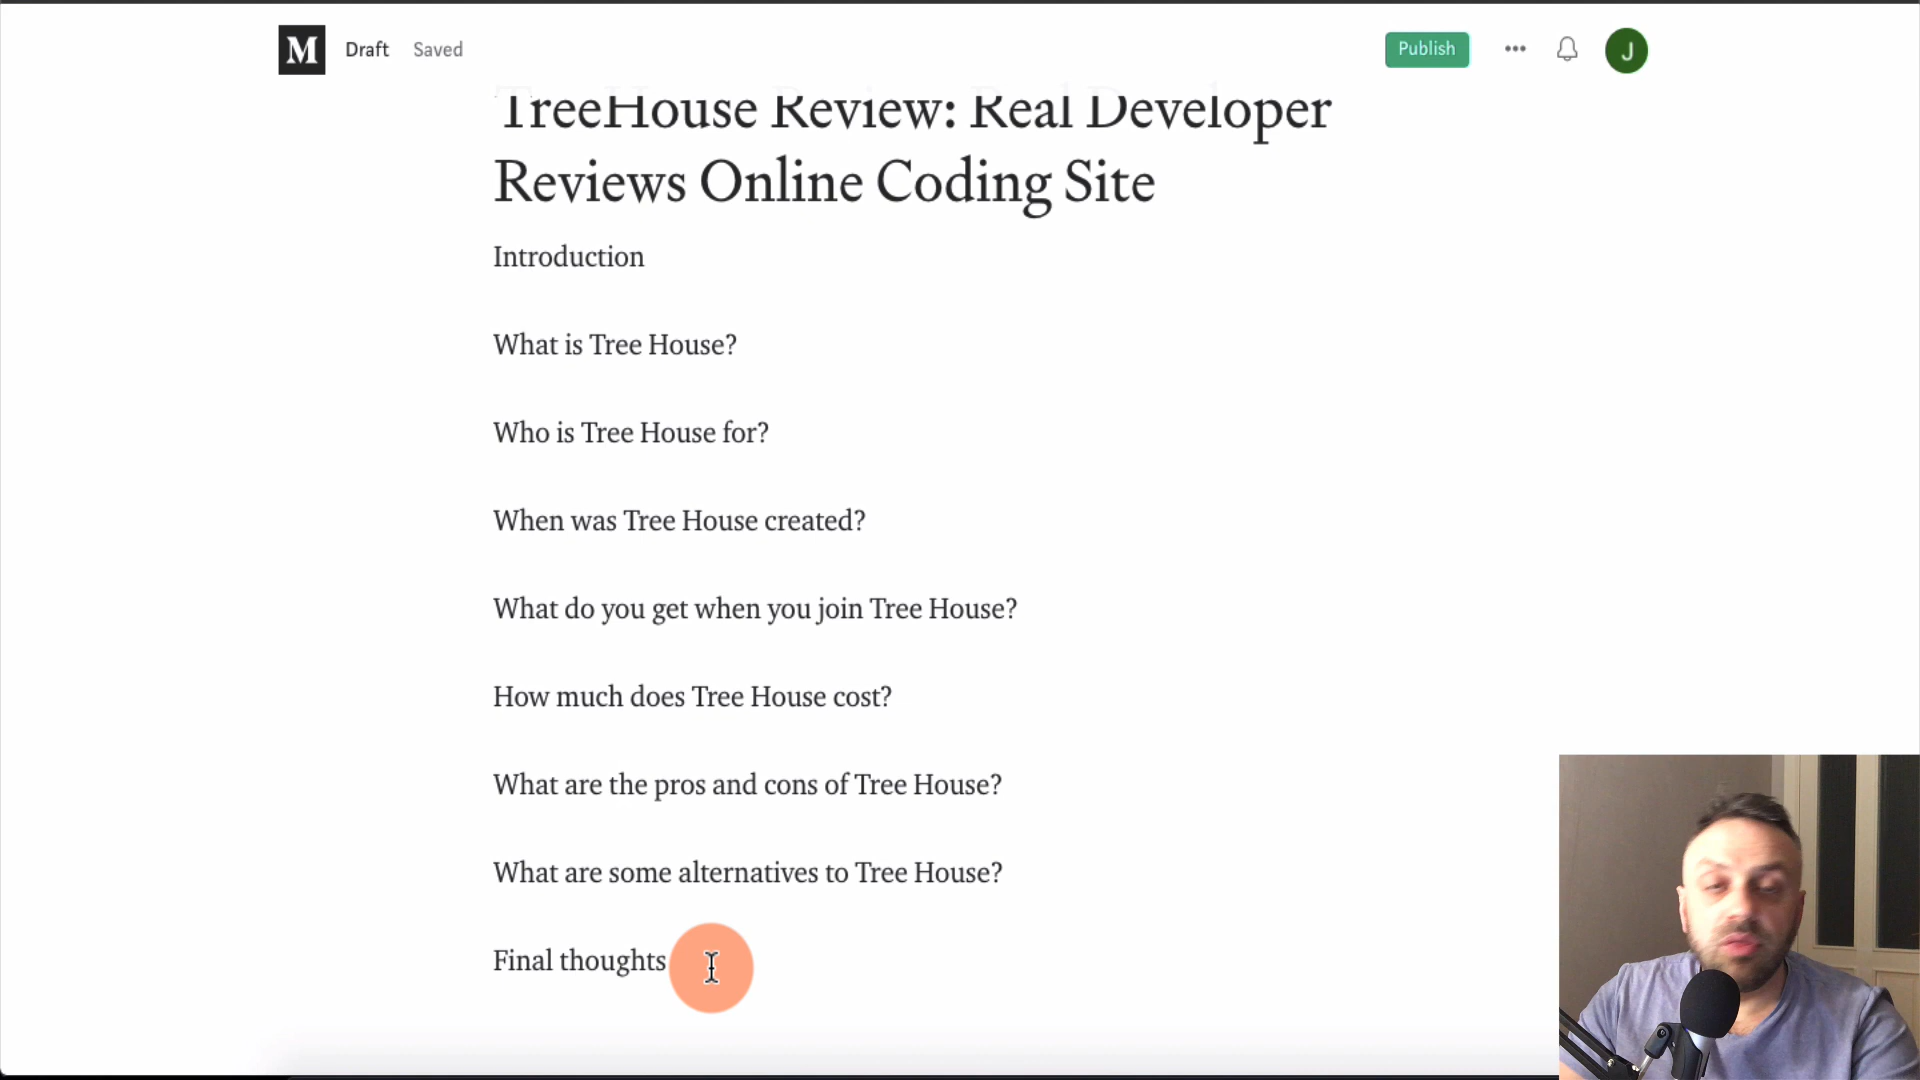 M Draft Saved Publish J
TreeHouse Review: Real Developer
Reviews Online Coding Site
Introduction
What is Tree House?
Who is Tree House for?
When was Tree House created?
What do you get when you join Tree House?
How much does Tree House cost?
What are the pros and cons of Tree House?
What are some alternatives to Tree House?
Final thoughts